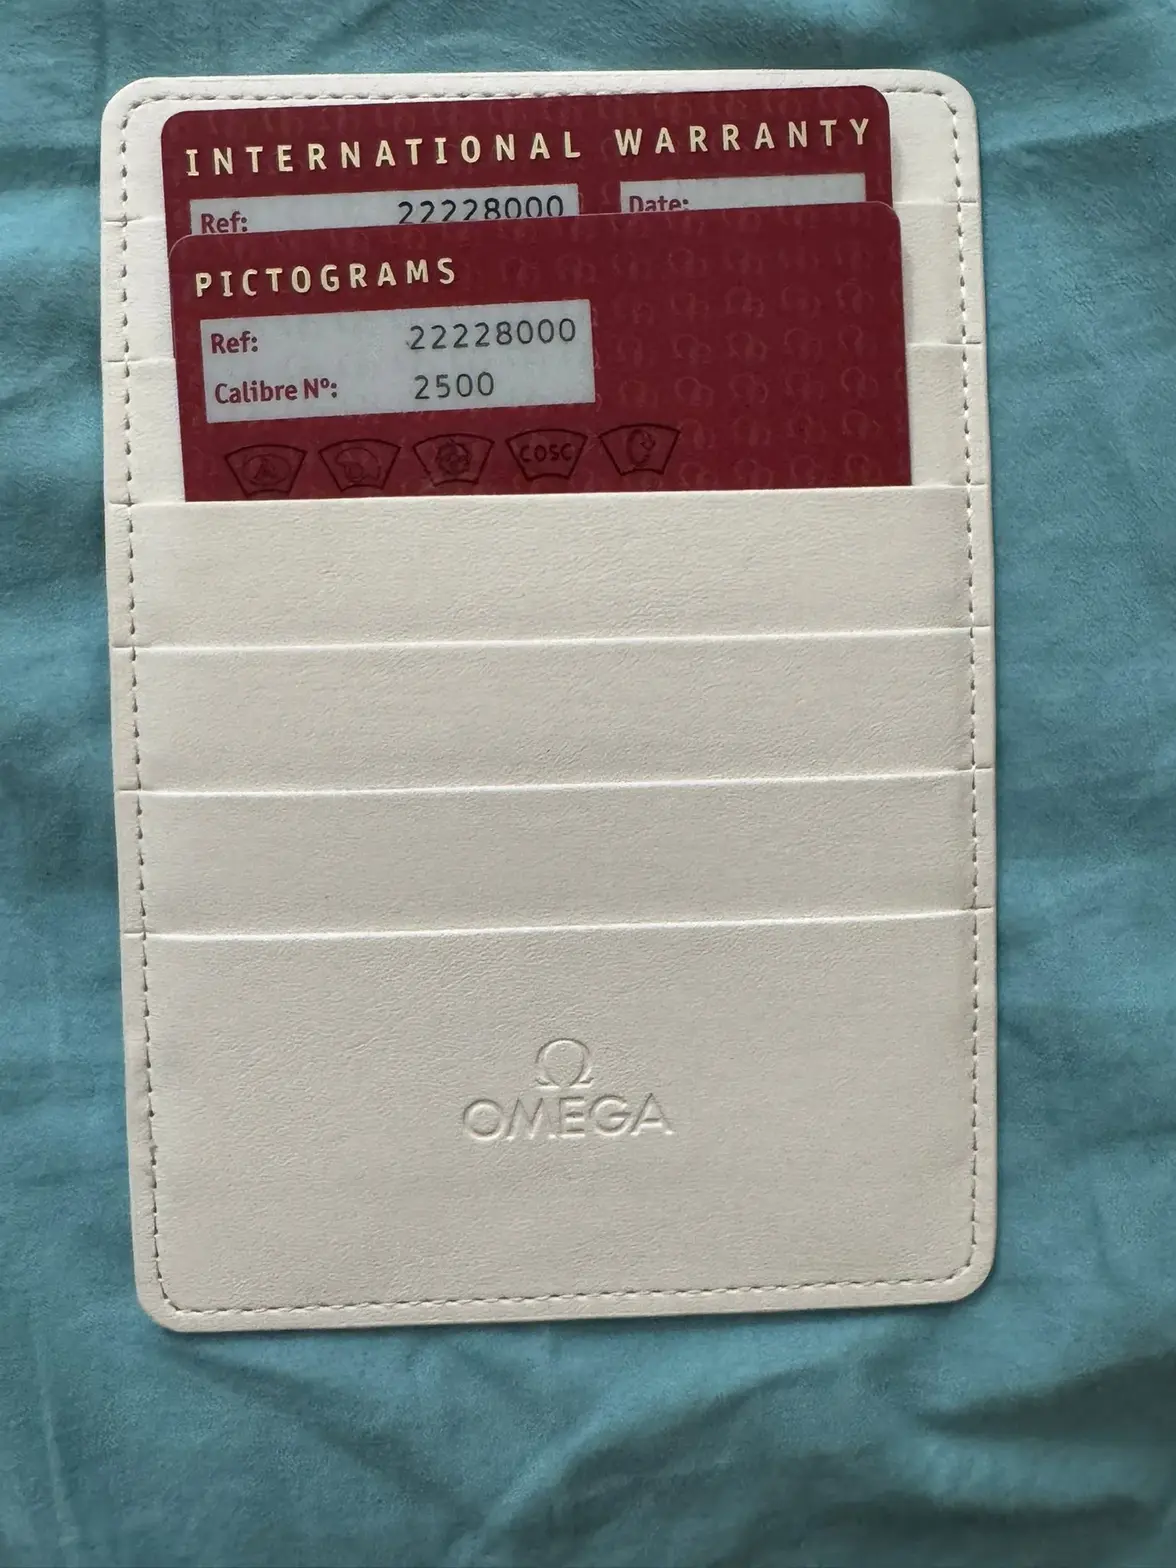 INTERNATIONAL WARRANTY
Ref: 22228000 Date:
PICTOGRAMS
Ref: 22228000
Calibre Nº: 2500
COSC
Ω
OMEGA